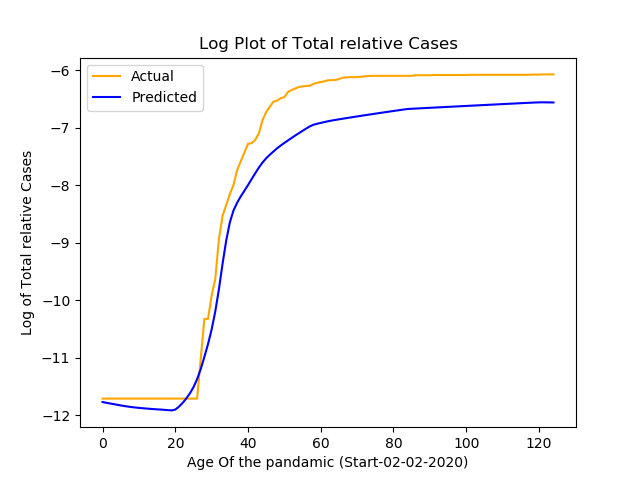 Log Plot of Total relative Cases
Actual
Predicted
Log of Total relative Cases
−6
−7
−8
−9
−10
−11
−12
0 20 40 60 80 100 120
Age Of the pandamic (Start-02-02-2020)